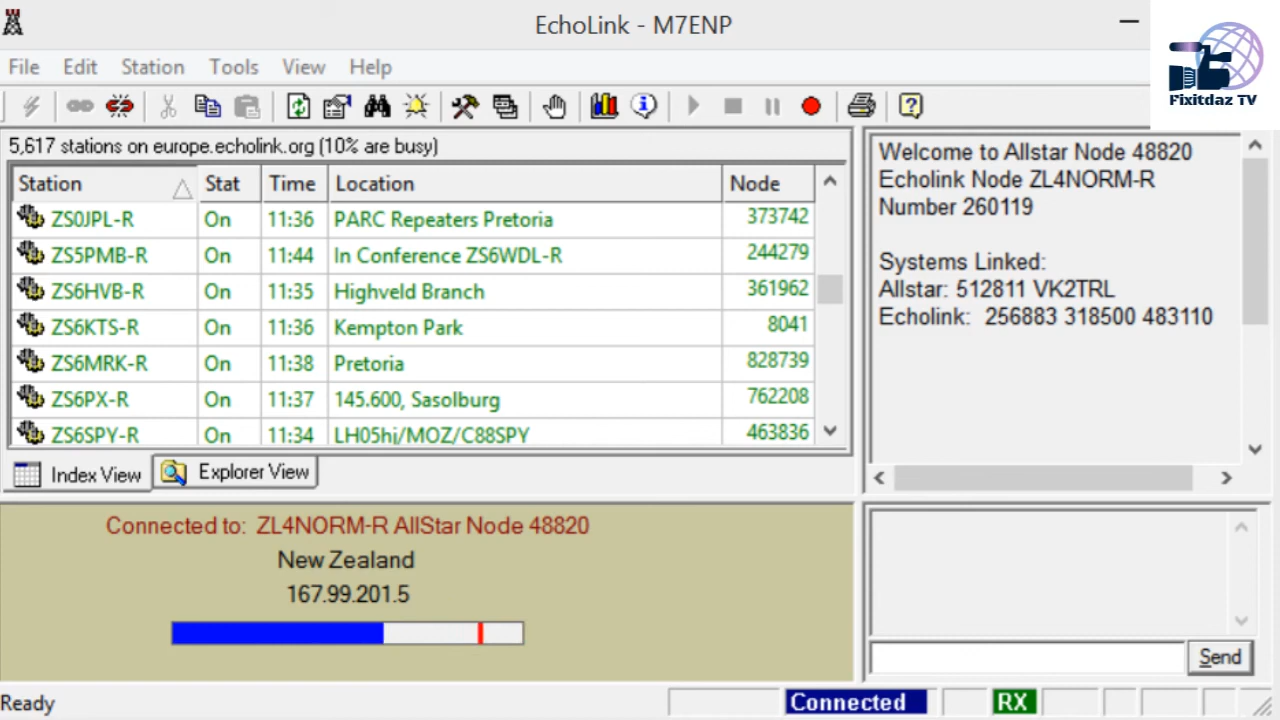 EchoLink - M7ENP
Fixitdaz TV
File Edit Station Tools View Help
5,617 stations on europe.echolink.org (10% are busy)
Station Stat Time Location Node
ZS0JPL-R On 11:36 PARC Repeaters Pretoria 373742
ZS5PMB-R On 11:44 In Conference ZS6WDL-R 244279
ZS6HVB-R On 11:35 Highveld Branch 361962
ZS6KTS-R On 11:36 Kempton Park 8041
ZS6MRK-R On 11:38 Pretoria 828739
ZS6PX-R On 11:37 145.600, Sasolburg 762208
ZS6SPY-R On 11:34 LH05hj/MOZ/C88SPY 463836
Index View Explorer View
Welcome to Allstar Node 48820
Echolink Node ZL4NORM-R
Number 260119
Systems Linked:
Allstar: 512811 VK2TRL
Echolink: 256883 318500 483110
Connected to: ZL4NORM-R AllStar Node 48820
New Zealand
167.99.201.5
Send
Ready Connected RX